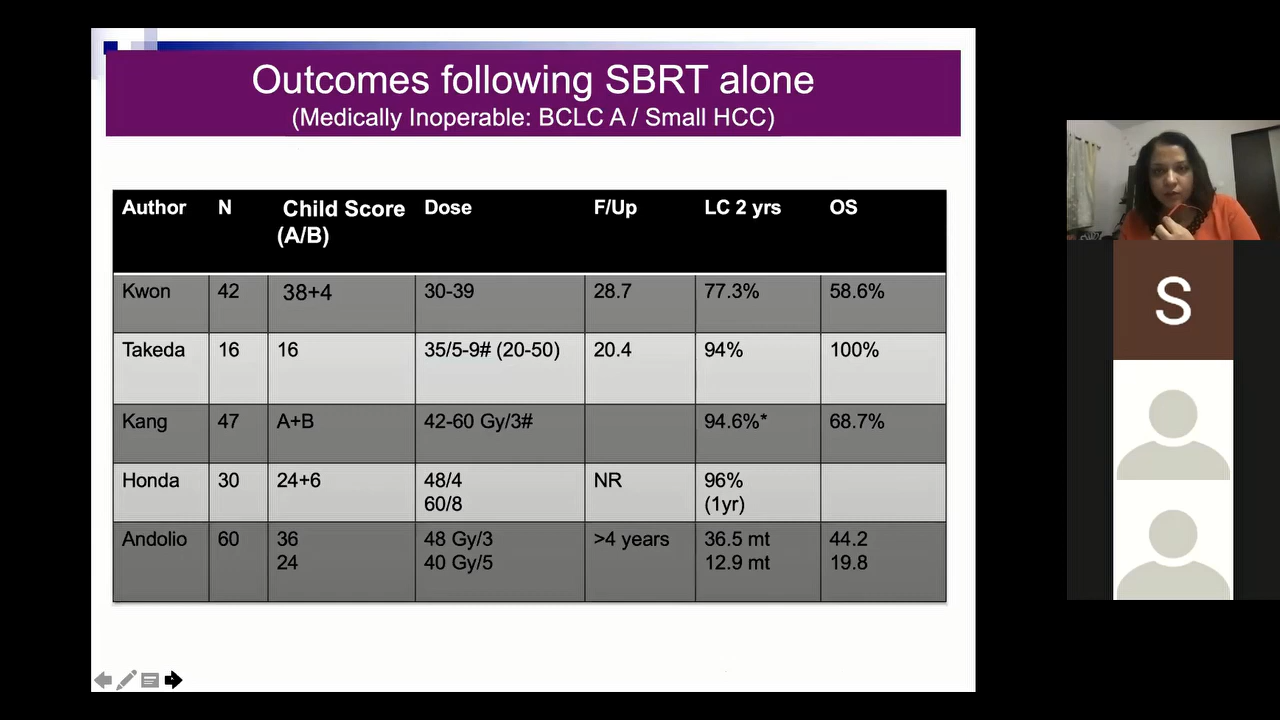 Outcomes following SBRT alone
(Medically Inoperable: BCLC A / Small HCC)
Author N Child Score (A/B) Dose F/Up LC 2 yrs OS
Kwon 42 38+4 30-39 28.7 77.3% 58.6%
Takeda 16 16 35/5-9# (20-50) 20.4 94% 100%
Kang 47 A+B 42-60 Gy/3# 94.6%* 68.7%
Honda 30 24+6 48/4 NR 96%
60/8 (1yr)
Andolio 60 36 48 Gy/3 >4 years 36.5 mt 44.2
24 40 Gy/5 12.9 mt 19.8
S